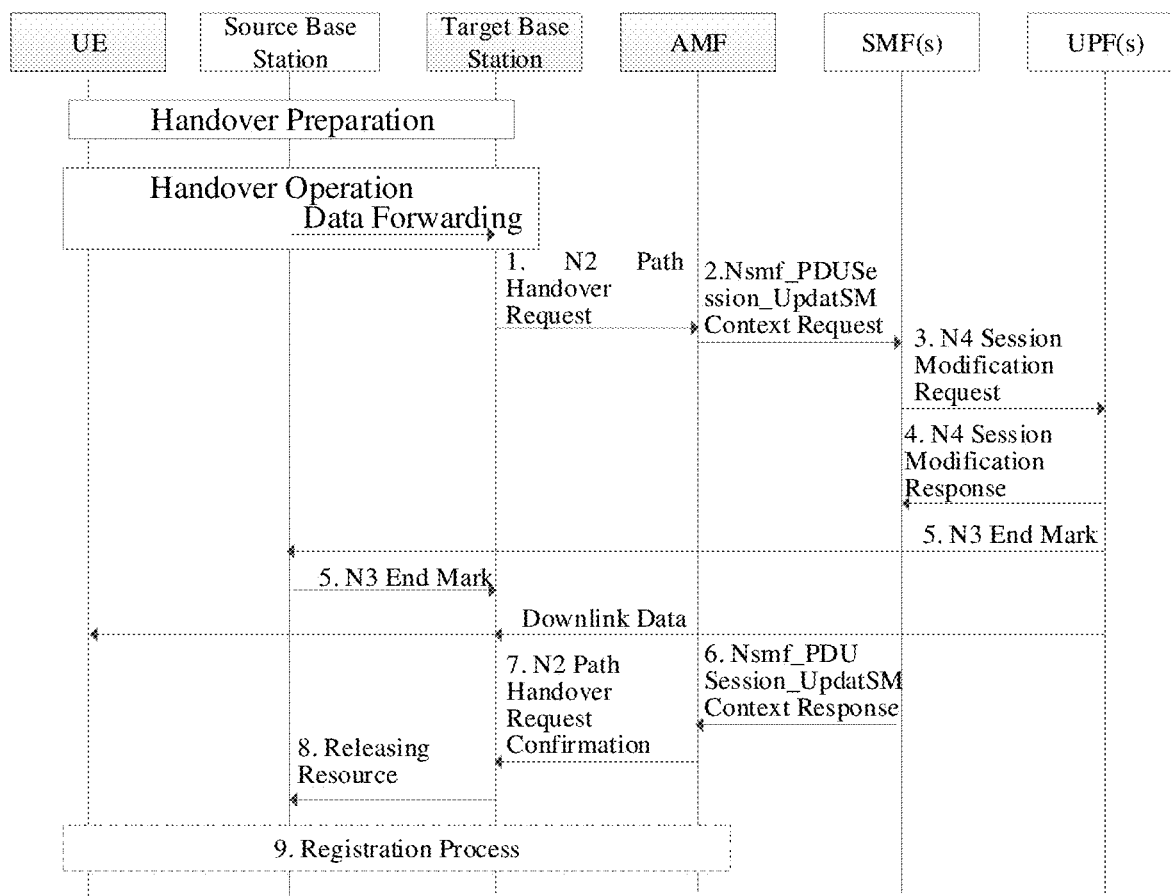 UE
Source Base
Station
Target Base
Station
AMF
SMF(s)
UPF(s)
Handover Preparation
Handover Operation
Data Forwarding
1. N2 Path
Handover
Request
2.Nsmf_PDUSe
ssion_UpdatSM
Context Request
3. N4 Session
Modification
Request
4. N4 Session
Modification
Response
5. N3 End Mark
5. N3 End Mark
Downlink Data
6. Nsmf_PDU
Session_UpdatSM
Context Response
7. N2 Path
Handover
Request
Confirmation
8. Releasing
Resource
9. Registration Process